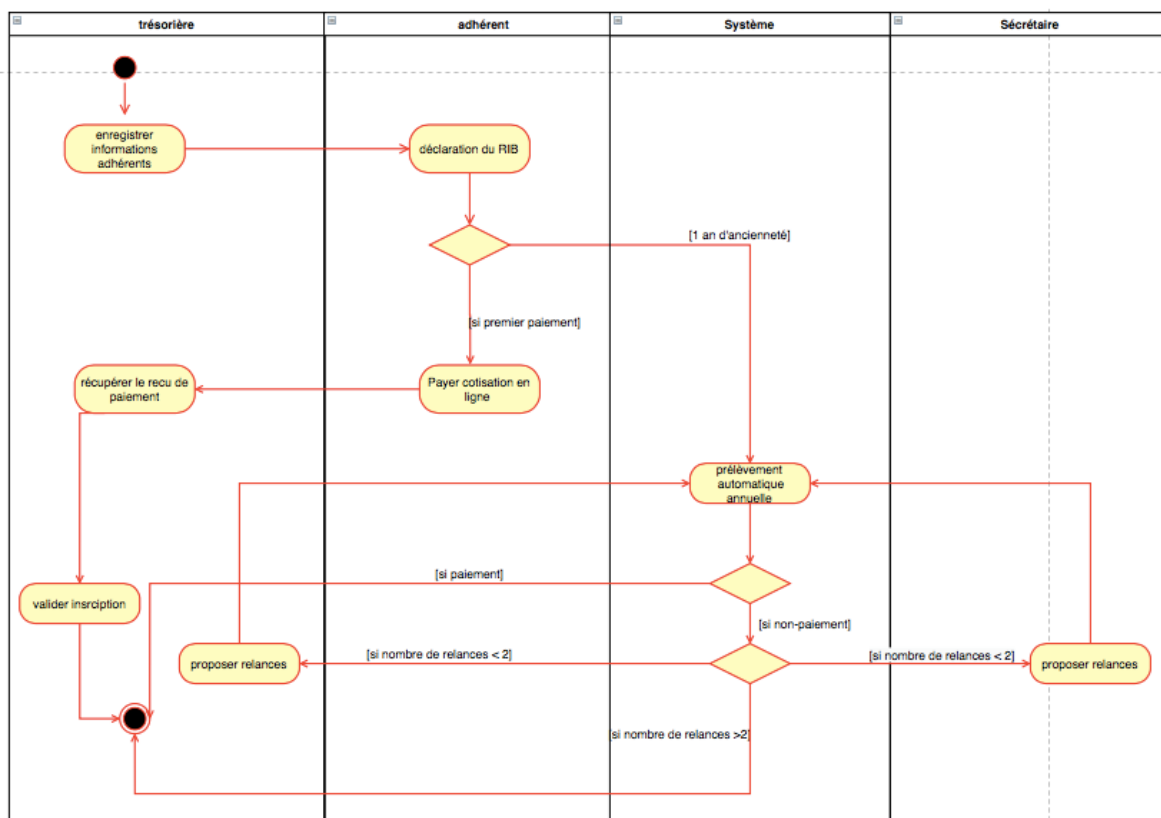 trésorière
adhérent
Système
Sécrétaire
enregistrer
informations
adhérents
déclaration du RIB
[1 an d'ancienneté]
[si premier paiement]
récupérer le recu de
paiement
Payer cotisation en
ligne
prélèvement
automatique
annuelle
[si paiement]
valider insrciption
[si non-paiement]
proposer relances
[si nombre de relances < 2]
[si nombre de relances < 2]
proposer relances
[si nombre de relances >2]